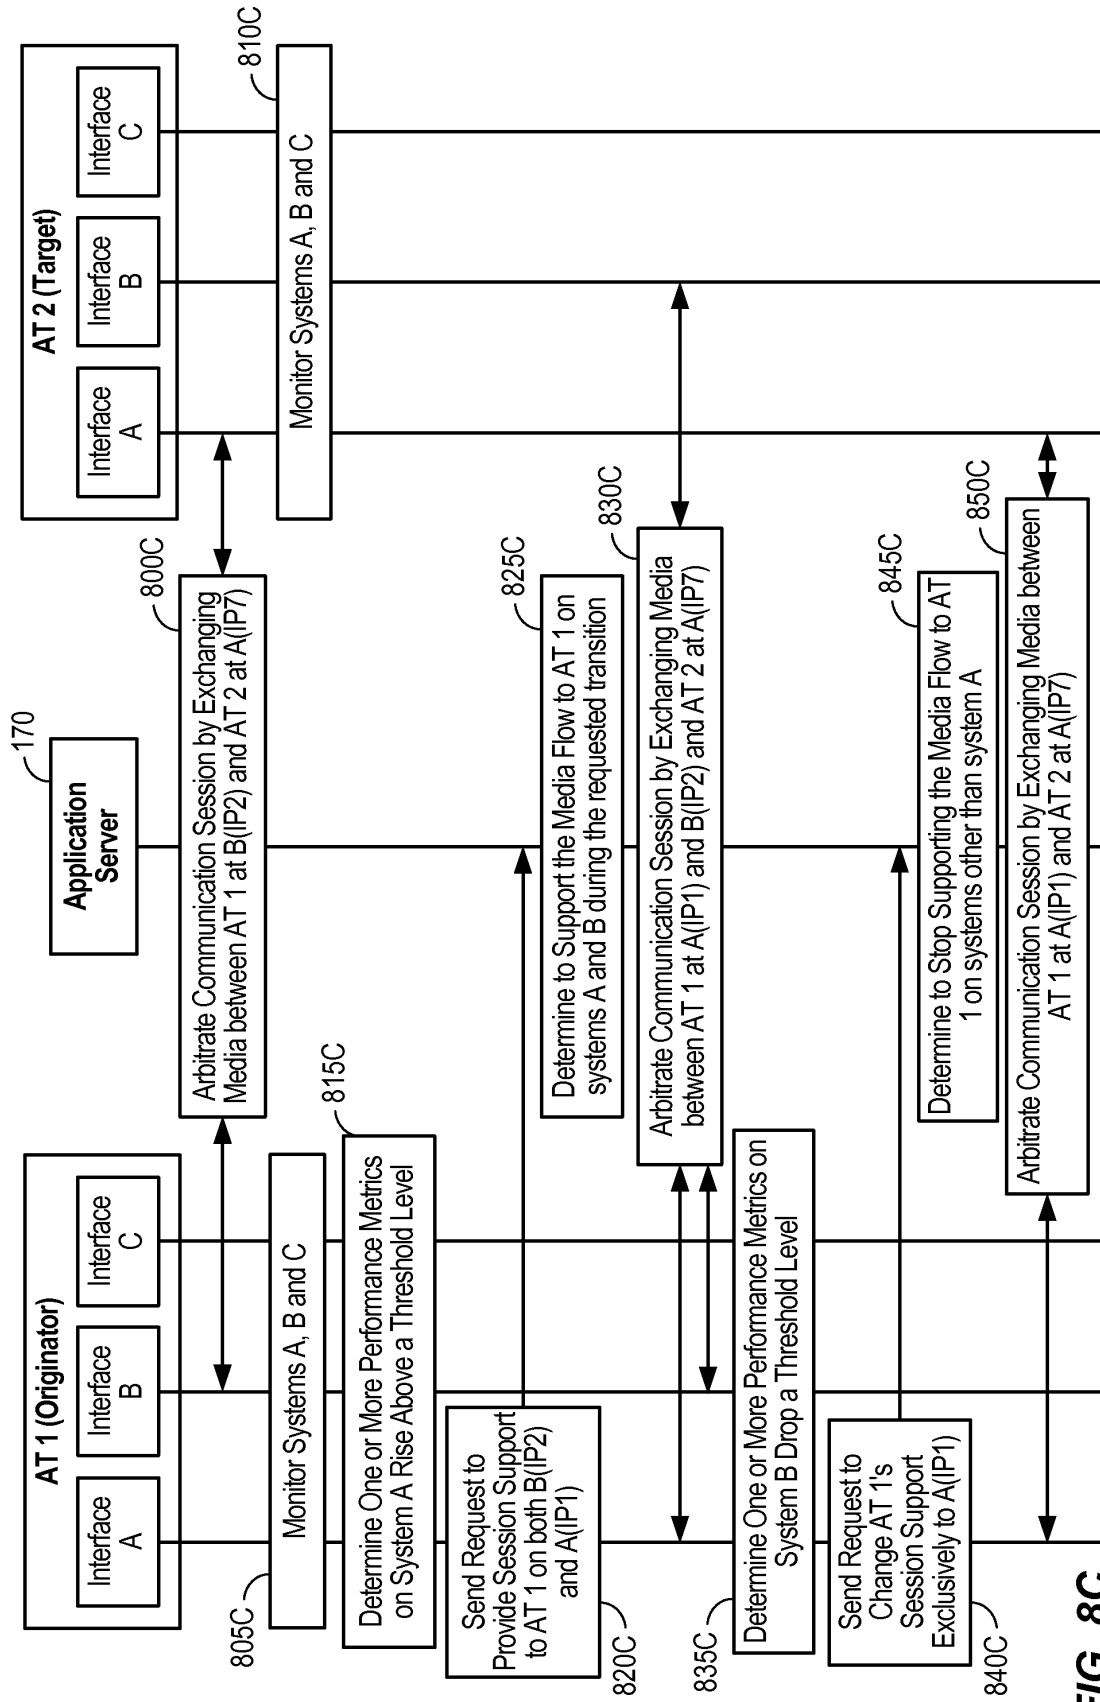 AT 1 (Originator)
Interface
A
Interface
B
Interface
C
Application
Server
170
AT 2 (Target)
Interface
A
Interface
B
Interface
C
800C
Arbitrate Communication Session by Exchanging
Media between AT 1 at B(IP2) and AT 2 at A(IP7)
805C
Monitor Systems A, B and C
810C
Monitor Systems A, B and C
815C
Determine One or More Performance Metrics
on System A Rise Above a Threshold Level
Send Request to
Provide Session Support
to AT 1 on both B(IP2)
and A(IP1)
820C
825C
Determine to Support the Media Flow to AT 1 on
systems A and B during the requested transition
830C
Arbitrate Communication Session by Exchanging Media
between AT 1 at A(IP1) and B(IP2) and AT 2 at A(IP7)
835C
Determine One or More Performance Metrics on
System B Drop a Threshold Level
Send Request to
Change AT 1's
Session Support
Exclusively to A(IP1)
840C
845C
Determine to Stop Supporting the Media Flow to AT
1 on systems other than system A
850C
Arbitrate Communication Session by Exchanging Media between
AT 1 at A(IP1) and AT 2 at A(IP7)
FIG. 8C